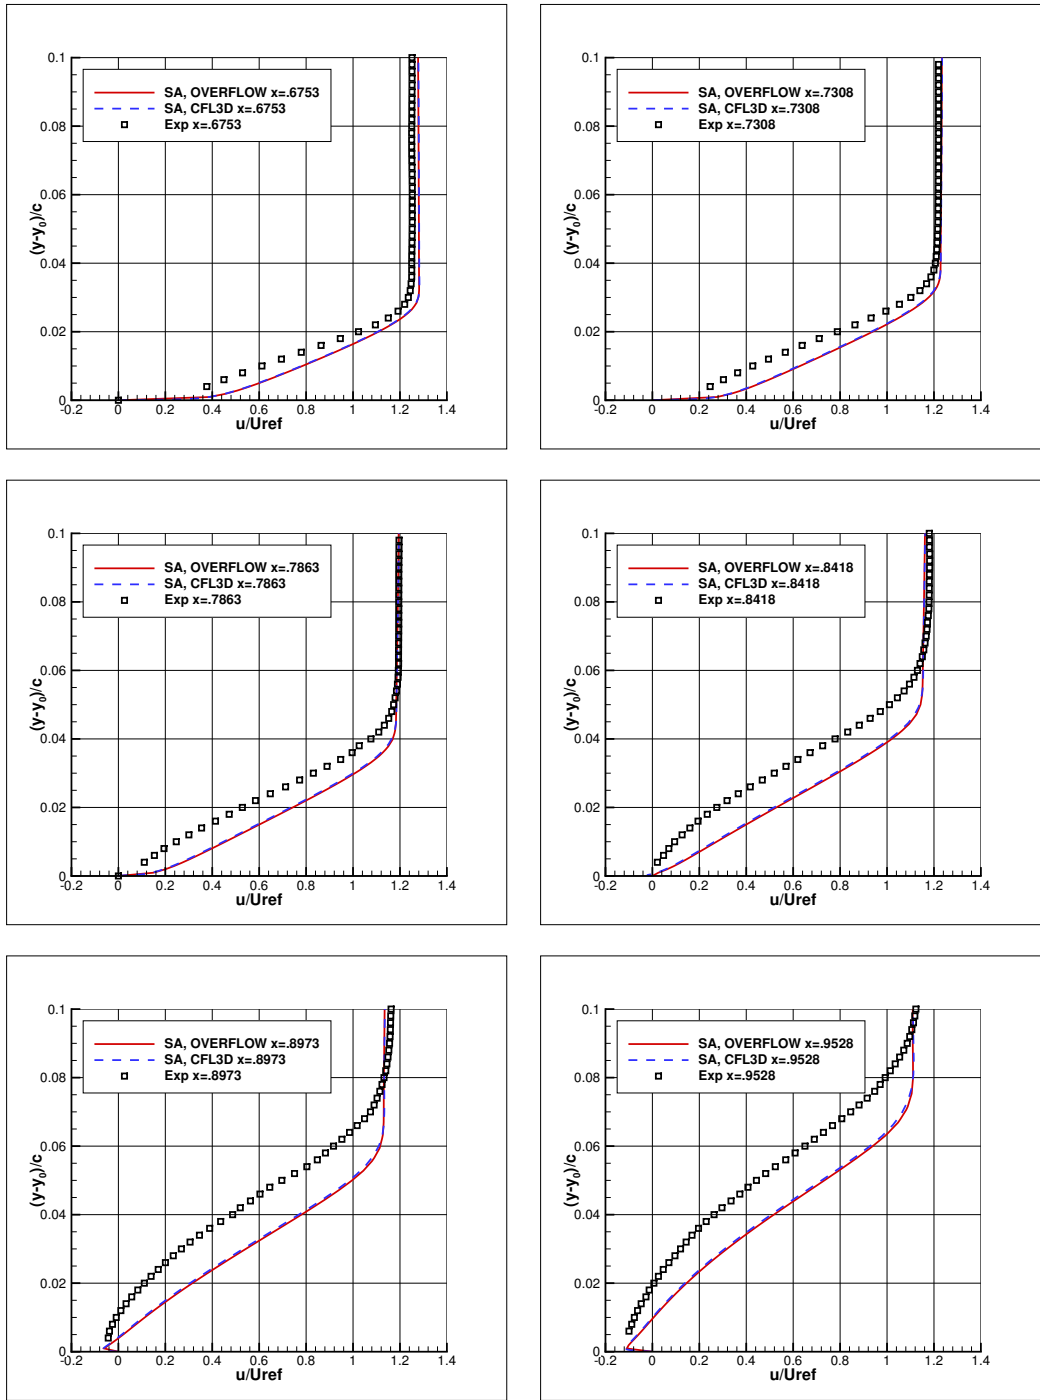 0.1
0.08
0.06
0.04
0.02
0
(y-y0)/c
SA, OVERFLOW x=.6753
SA, CFL3D x=.6753
Exp x=.6753
-0.2 0 0.2 0.4 0.6 0.8 1 1.2 1.4
u/Uref
0.1
0.08
0.06
0.04
0.02
0
(y-y0)/c
SA, OVERFLOW x=.7308
SA, CFL3D x=.7308
Exp x=.7308
-0.2 0 0.2 0.4 0.6 0.8 1 1.2 1.4
u/Uref
0.1
0.08
0.06
0.04
0.02
0
(y-y0)/c
SA, OVERFLOW x=.7863
SA, CFL3D x=.7863
Exp x=.7863
-0.2 0 0.2 0.4 0.6 0.8 1 1.2 1.4
u/Uref
0.1
0.08
0.06
0.04
0.02
0
(y-y0)/c
SA, OVERFLOW x=.8418
SA, CFL3D x=.8418
Exp x=.8418
-0.2 0 0.2 0.4 0.6 0.8 1 1.2 1.4
u/Uref
0.1
0.08
0.06
0.04
0.02
0
(y-y0)/c
SA, OVERFLOW x=.8973
SA, CFL3D x=.8973
Exp x=.8973
-0.2 0 0.2 0.4 0.6 0.8 1 1.2 1.4
u/Uref
0.1
0.08
0.06
0.04
0.02
0
(y-y0)/c
SA, OVERFLOW x=.9528
SA, CFL3D x=.9528
Exp x=.9528
-0.2 0 0.2 0.4 0.6 0.8 1 1.2 1.4
u/Uref